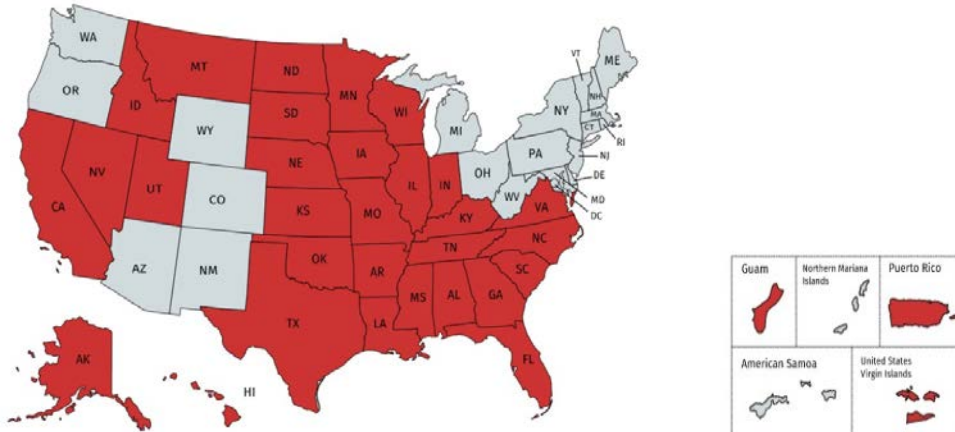 WA
OR
CA
NV
ID
MT
WY
UT
CO
AZ
NM
ND
SD
NE
KS
OK
TX
MN
IA
MO
AR
LA
WI
IL
IN
MI
OH
KY
TN
MS
AL
GA
FL
SC
NC
VA
WV
PA
NY
VT
NH
ME
MA
CT
RI
NJ
DE
MD
DC
AK
HI
Guam
Northern Mariana
Islands
Puerto Rico
American Samoa
United States
Virgin Islands